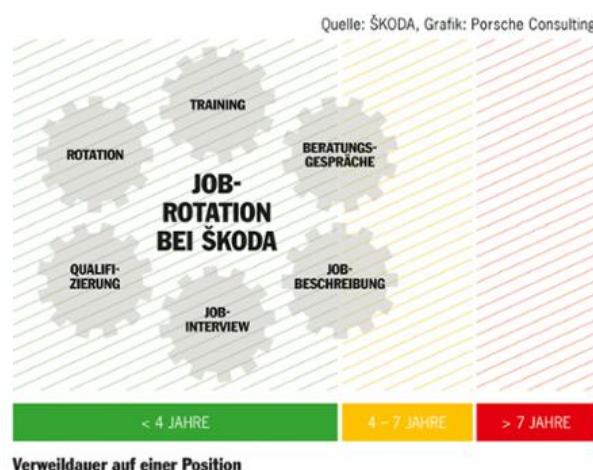 Quelle: ŠKODA, Grafik: Porsche Consulting
TRAINING
ROTATION
BERATUNGS-
GESPRÄCHE
JOB-
ROTATION
BEI ŠKODA
QUALIFI-
ZIERUNG
JOB-
BESCHREIBUNG
JOB-
INTERVIEW
< 4 JAHRE
4 – 7 JAHRE
> 7 JAHRE
Verweildauer auf einer Position